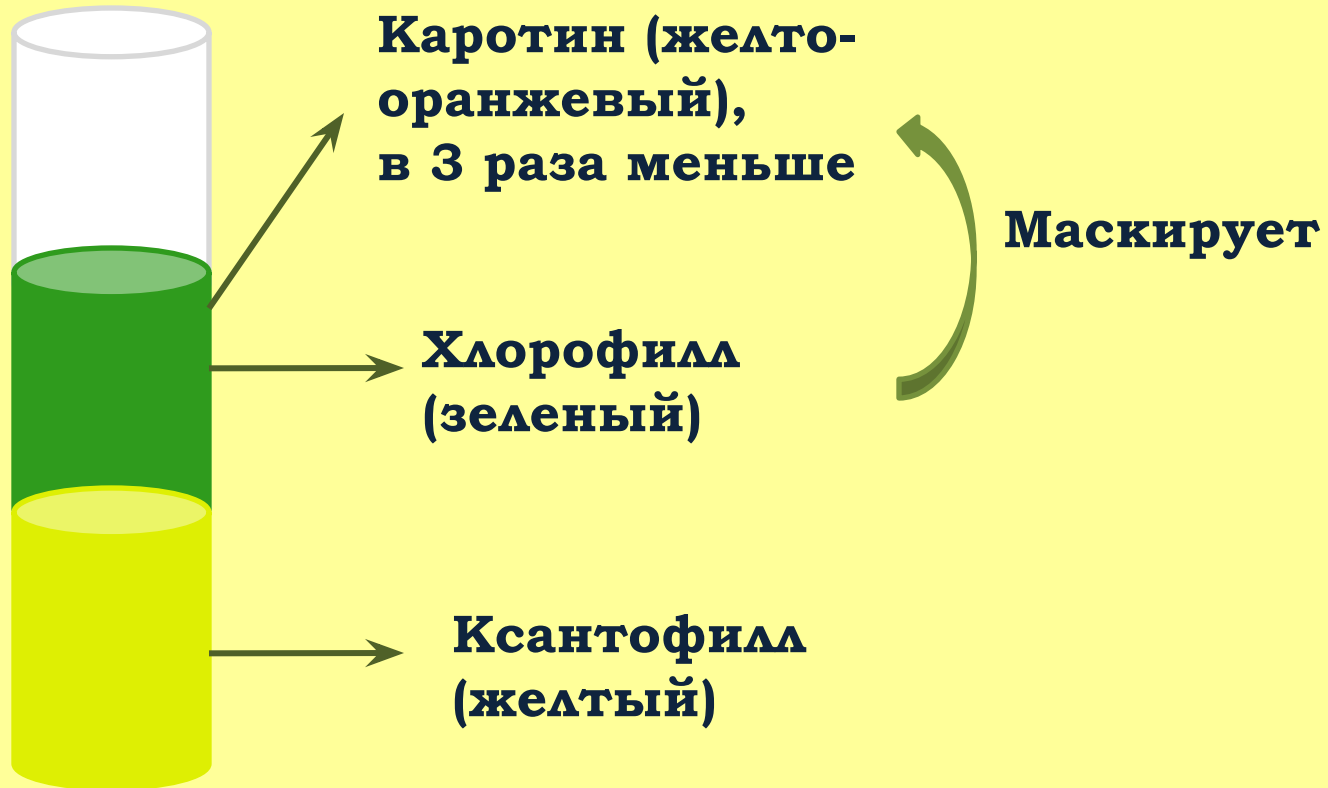 Каротин (желто-
оранжевый),
в 3 раза меньше
Маскирует
Хлорофилл
(зеленый)
Ксантофилл
(желтый)